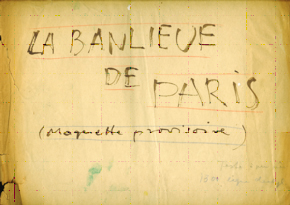 LA BANLIEUE
DE PARIS
(Maquette provisoire)